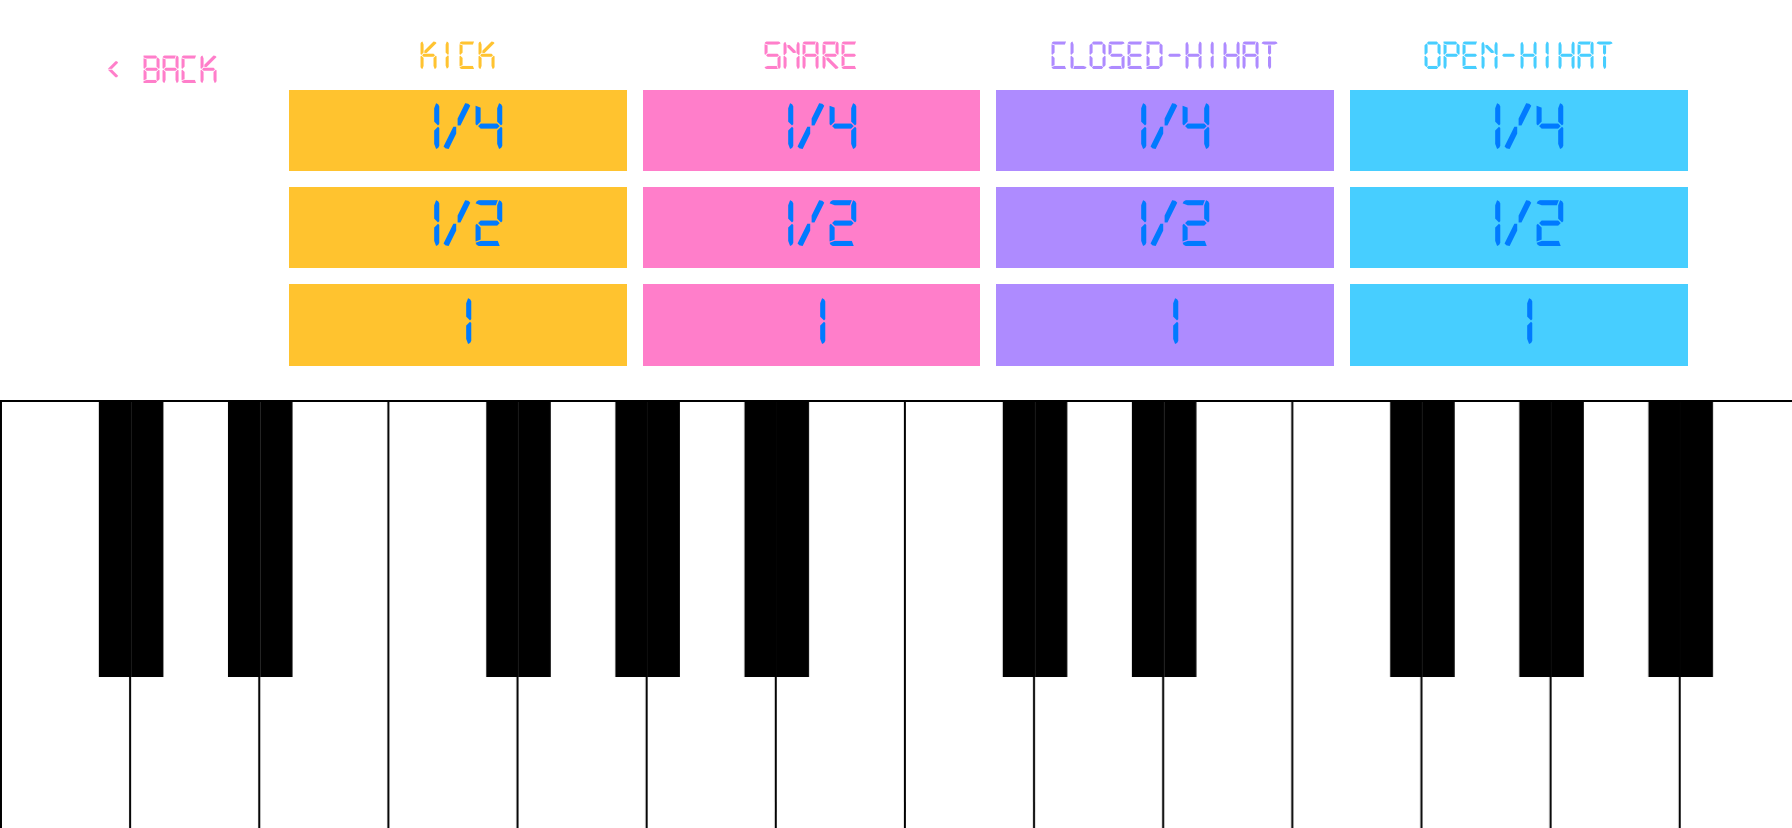 < BACK
KICK SNARE CLOSED-HIHAT OPEN-HIHAT
1/4 1/4 1/4 1/4
1/2 1/2 1/2 1/2
1 1 1 1